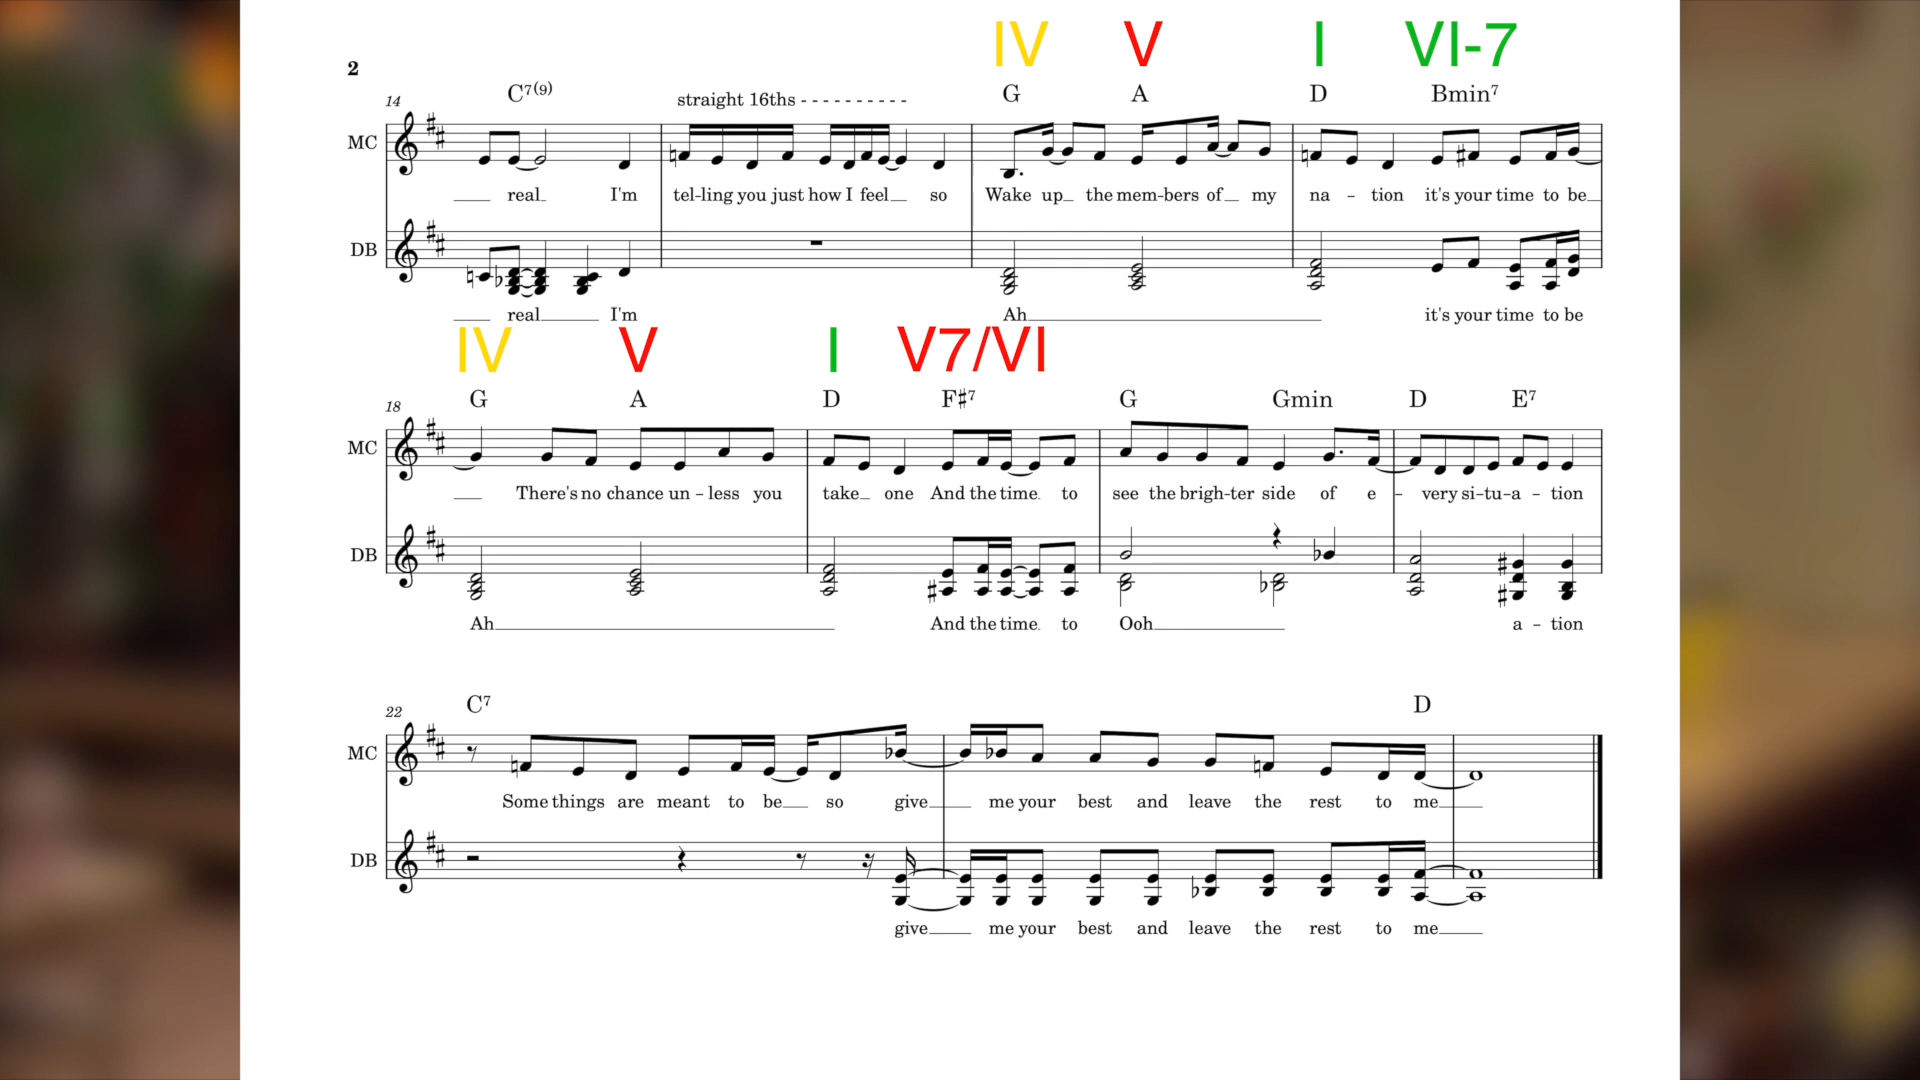 IV V I VI-7
2
C7(9) G A D Bmin7
14 straight 16ths
MC
real. I'm tel-ling you just how I feel so Wake up the mem-bers of my na - tion it's your time to be
DB
real I'm Ah it's your time to be
IV V I V7/VI
G A D F#7 G Gmin D E7
18
MC
There's no chance un - less you take one And the time. to see the brigh-ter side of e - very si-tu-a - tion
DB
Ah And the time. to Ooh a - tion
C7 D
22
MC
Some things are meant to be so give me your best and leave the rest to me
DB
give me your best and leave the rest to me